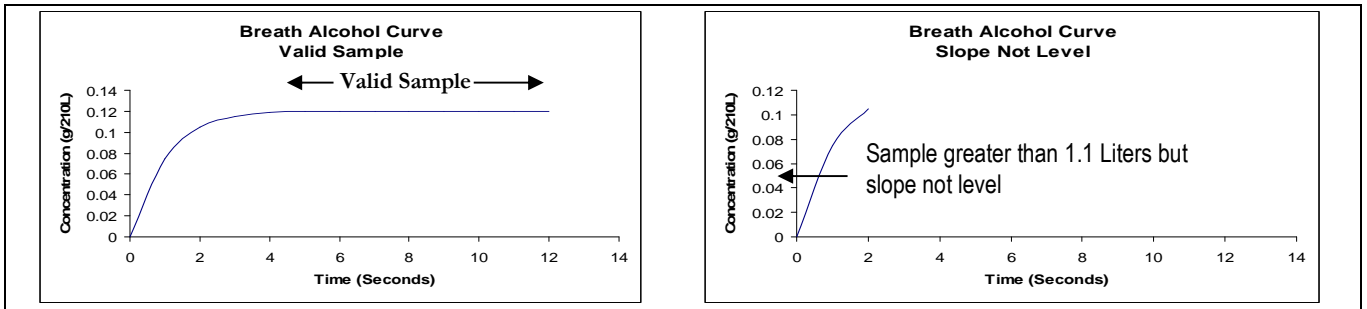 Breath Alcohol Curve
Valid Sample
Valid Sample
0.14
0.12
0.1
0.08
0.06
0.04
0.02
0
Concentration (g/210L)
0 2 4 6 8 10 12 14
Time (Seconds)
Breath Alcohol Curve
Slope Not Level
0.12
0.1
0.08
0.06
0.04
0.02
0
Concentration (g/210L)
Sample greater than 1.1 Liters but
slope not level
0 2 4 6 8 10 12 14
Time (Seconds)